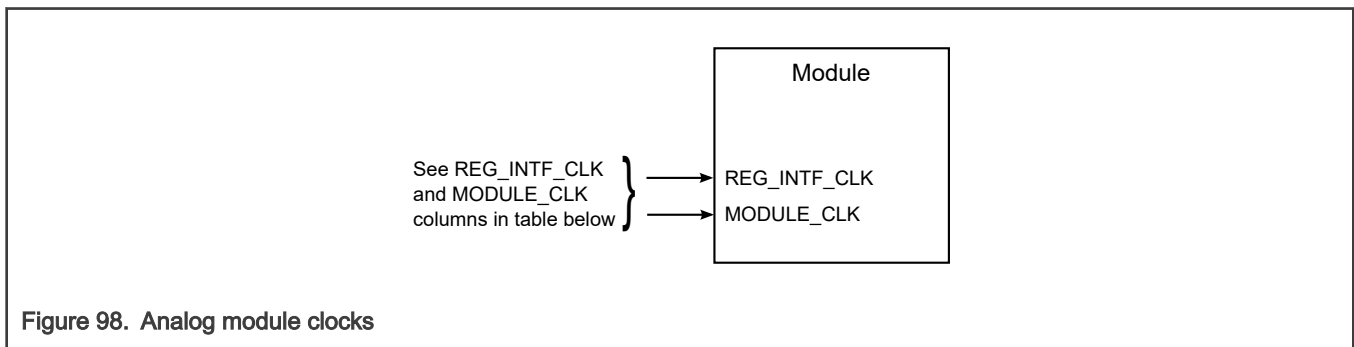 Module
See REG_INTF_CLK
and MODULE_CLK
columns in table below
REG_INTF_CLK
MODULE_CLK
Figure 98. Analog module clocks